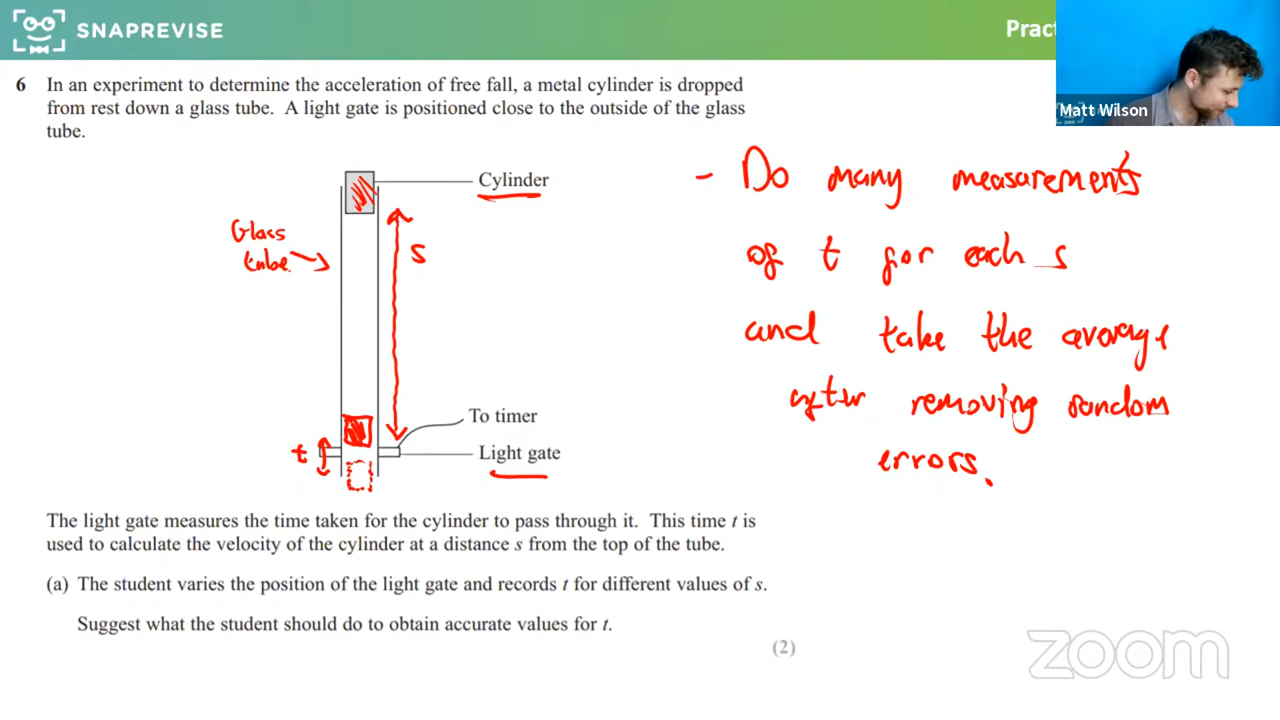 SNAPREVISE
Pract
Matt Wilson
6 In an experiment to determine the acceleration of free fall, a metal cylinder is dropped
from rest down a glass tube. A light gate is positioned close to the outside of the glass
tube.
Cylinder
Glass
tube
s
To timer
t
Light gate
- Do many measurements
of t for each s
and take the average
after removing random
errors.
The light gate measures the time taken for the cylinder to pass through it. This time t is
used to calculate the velocity of the cylinder at a distance s from the top of the tube.
(a) The student varies the position of the light gate and records t for different values of s.
Suggest what the student should do to obtain accurate values for t.
(2)
zoom